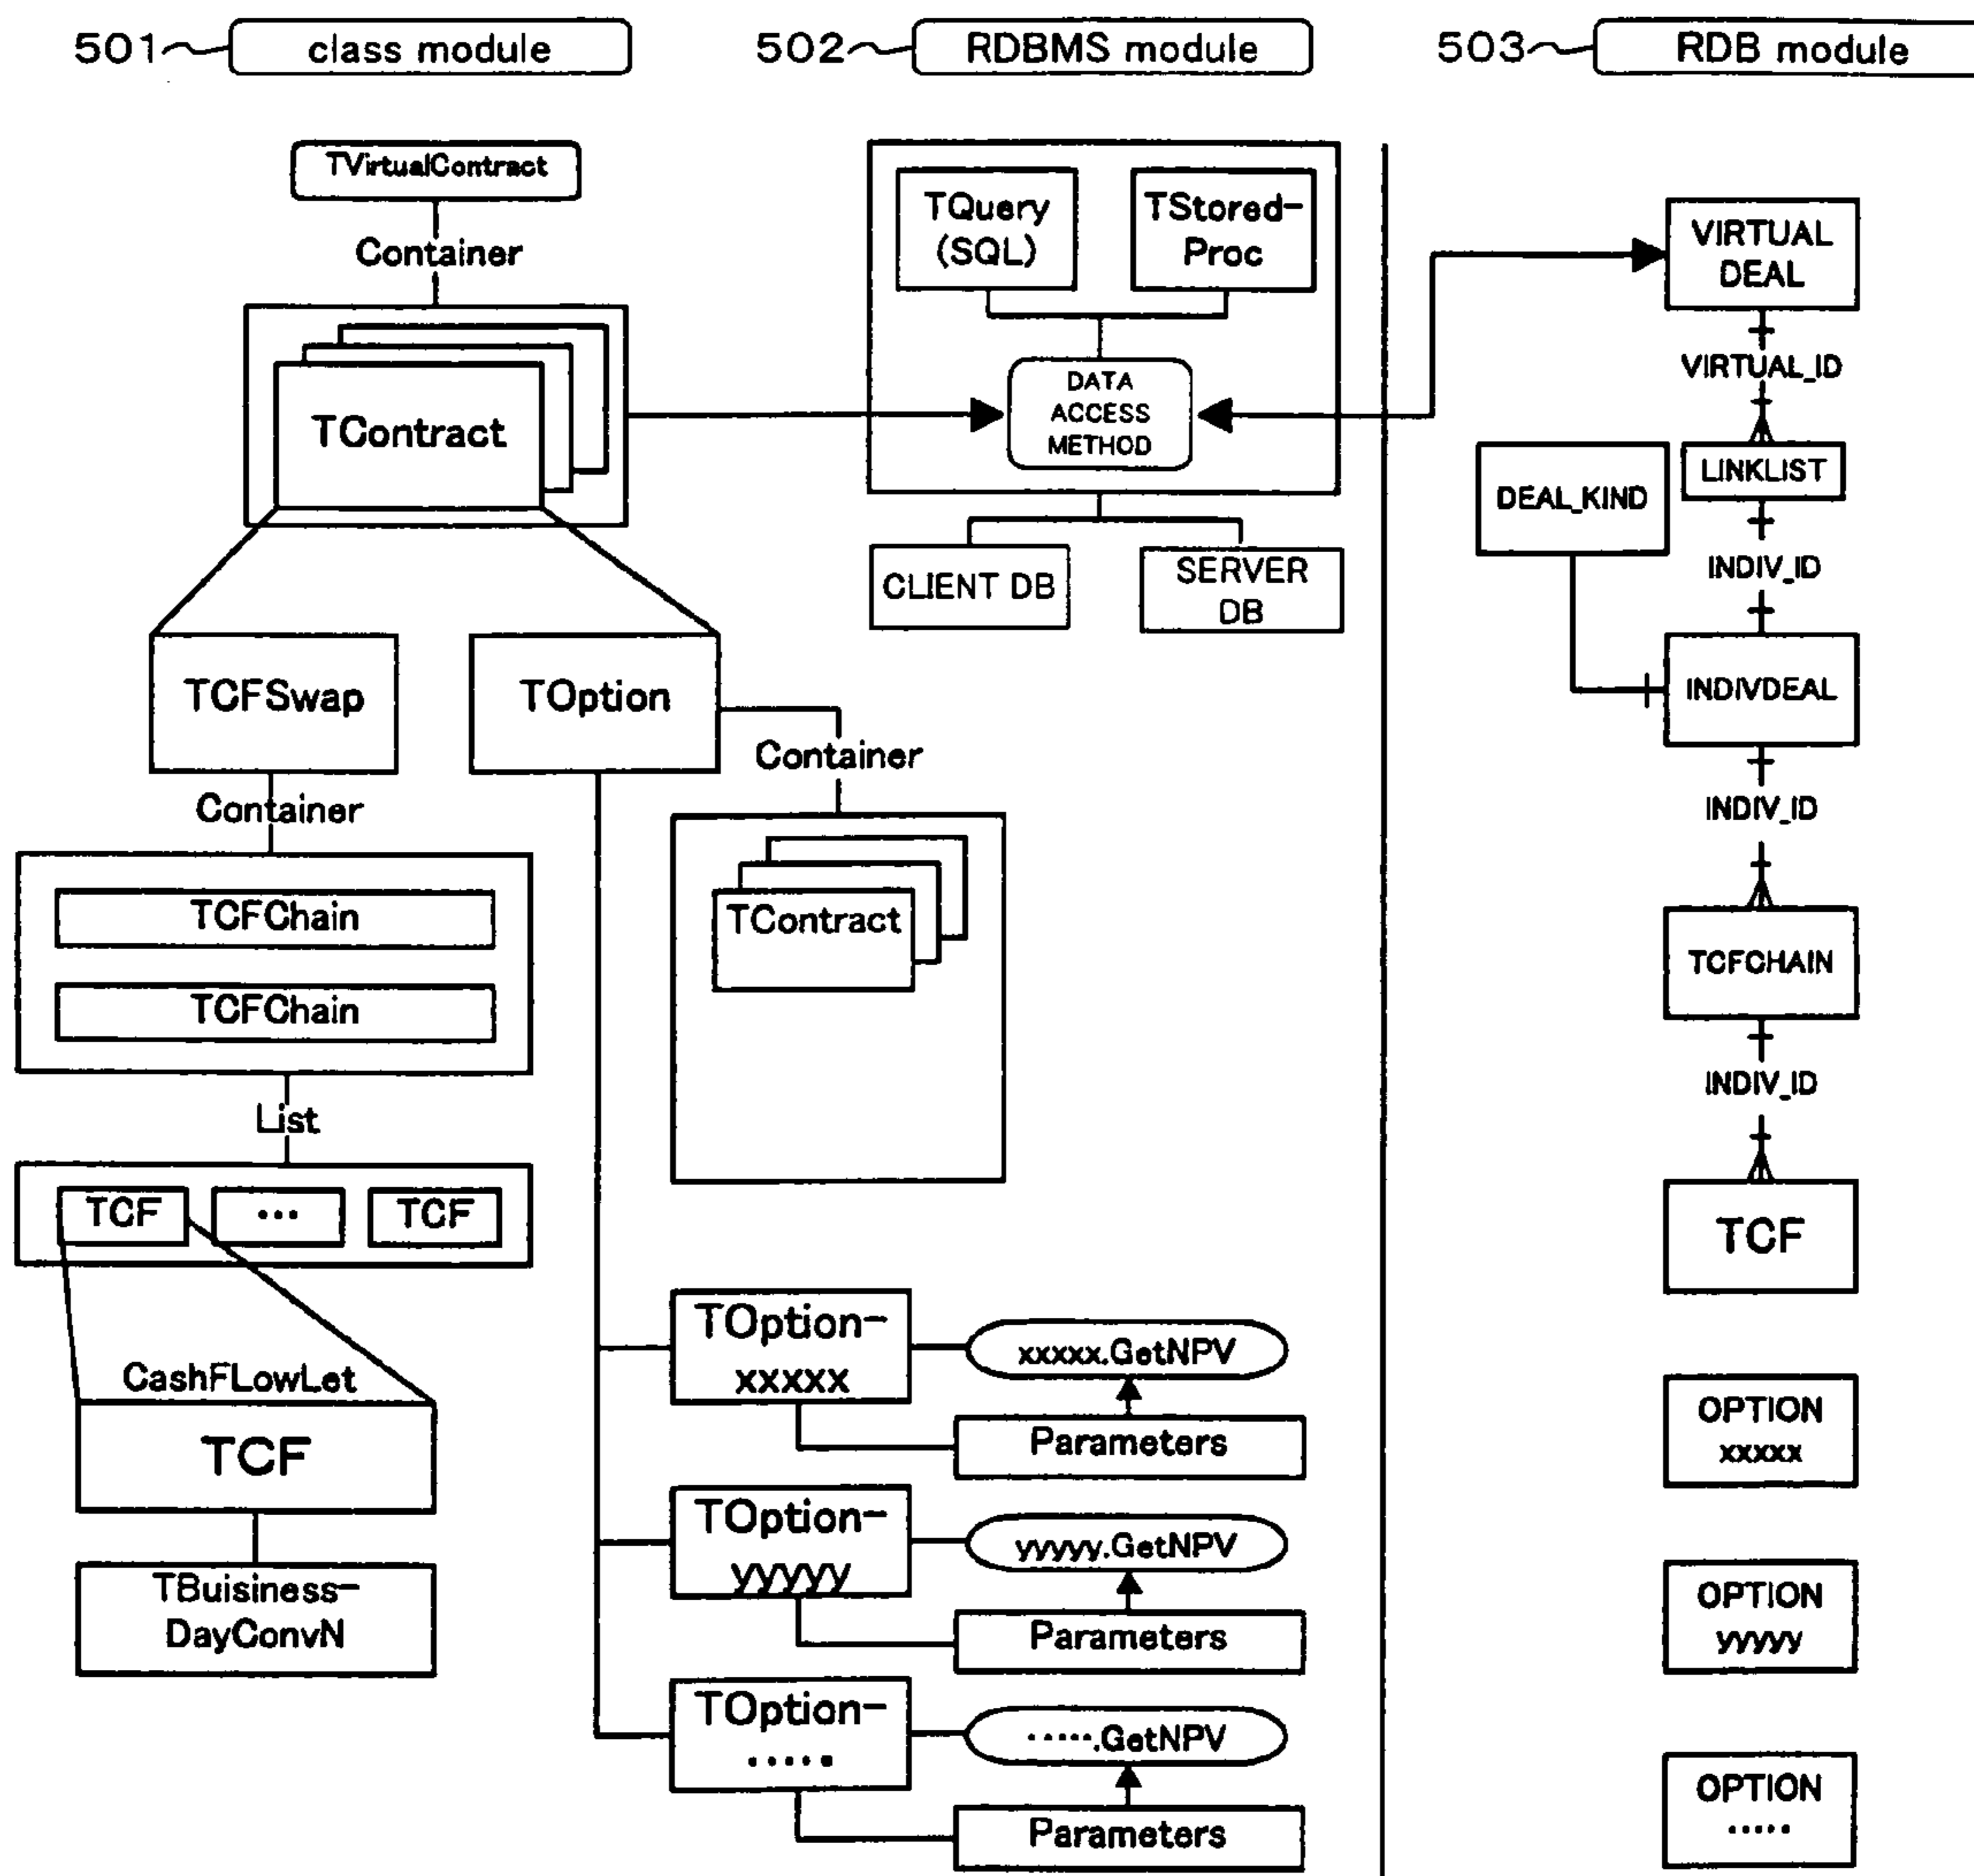 501 class module
502 RDBMS module
503 RDB module
TVirtualContract
Container
TContract
TCFSwap
TOption
Container
TCFChain
TCFChain
List
TCF
...
TCF
CashFLowLet
TCF
TBuisiness-
DayConvN
Container
TContract
TOption-
xxxxx
xxxxx.GetNPV
Parameters
TOption-
yyyyy
yyyyy.GetNPV
Parameters
TOption-
.....
.....GetNPV
Parameters
TQuery
(SQL)
TStored-
Proc
DATA
ACCESS
METHOD
CLIENT DB
SERVER
DB
VIRTUAL
DEAL
VIRTUAL_ID
LINKLIST
DEAL_KIND
INDIV_ID
INDIVDEAL
INDIV_ID
TCFCHAIN
INDIV_ID
TCF
OPTION
xxxxx
OPTION
yyyyy
OPTION
.....